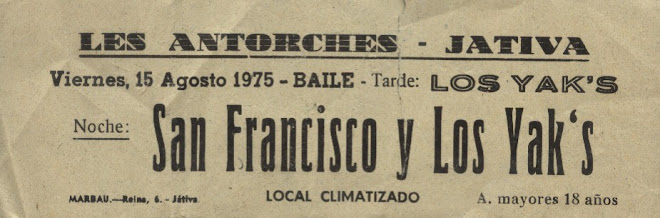 LES ANTORCHES - JATIVA
Viernes, 15 Agosto 1975 - BAILE - Tarde: LOS YAK'S
Noche: San Francisco y Los Yak's
MARBAU.—Reina, 6. - Játiva. LOCAL CLIMATIZADO A. mayores 18 años